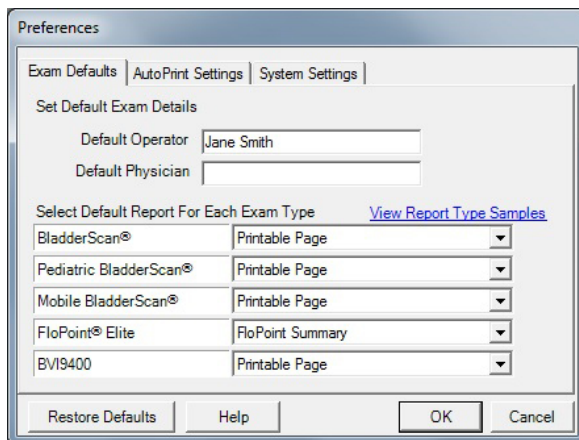 Preferences
Exam Defaults AutoPrint Settings System Settings
Set Default Exam Details
Default Operator Jane Smith
Default Physician
Select Default Report For Each Exam Type View Report Type Samples
BladderScan® Printable Page
Pediatric BladderScan® Printable Page
Mobile BladderScan® Printable Page
FloPoint® Elite FloPoint Summary
BVI9400 Printable Page
Restore Defaults Help OK Cancel